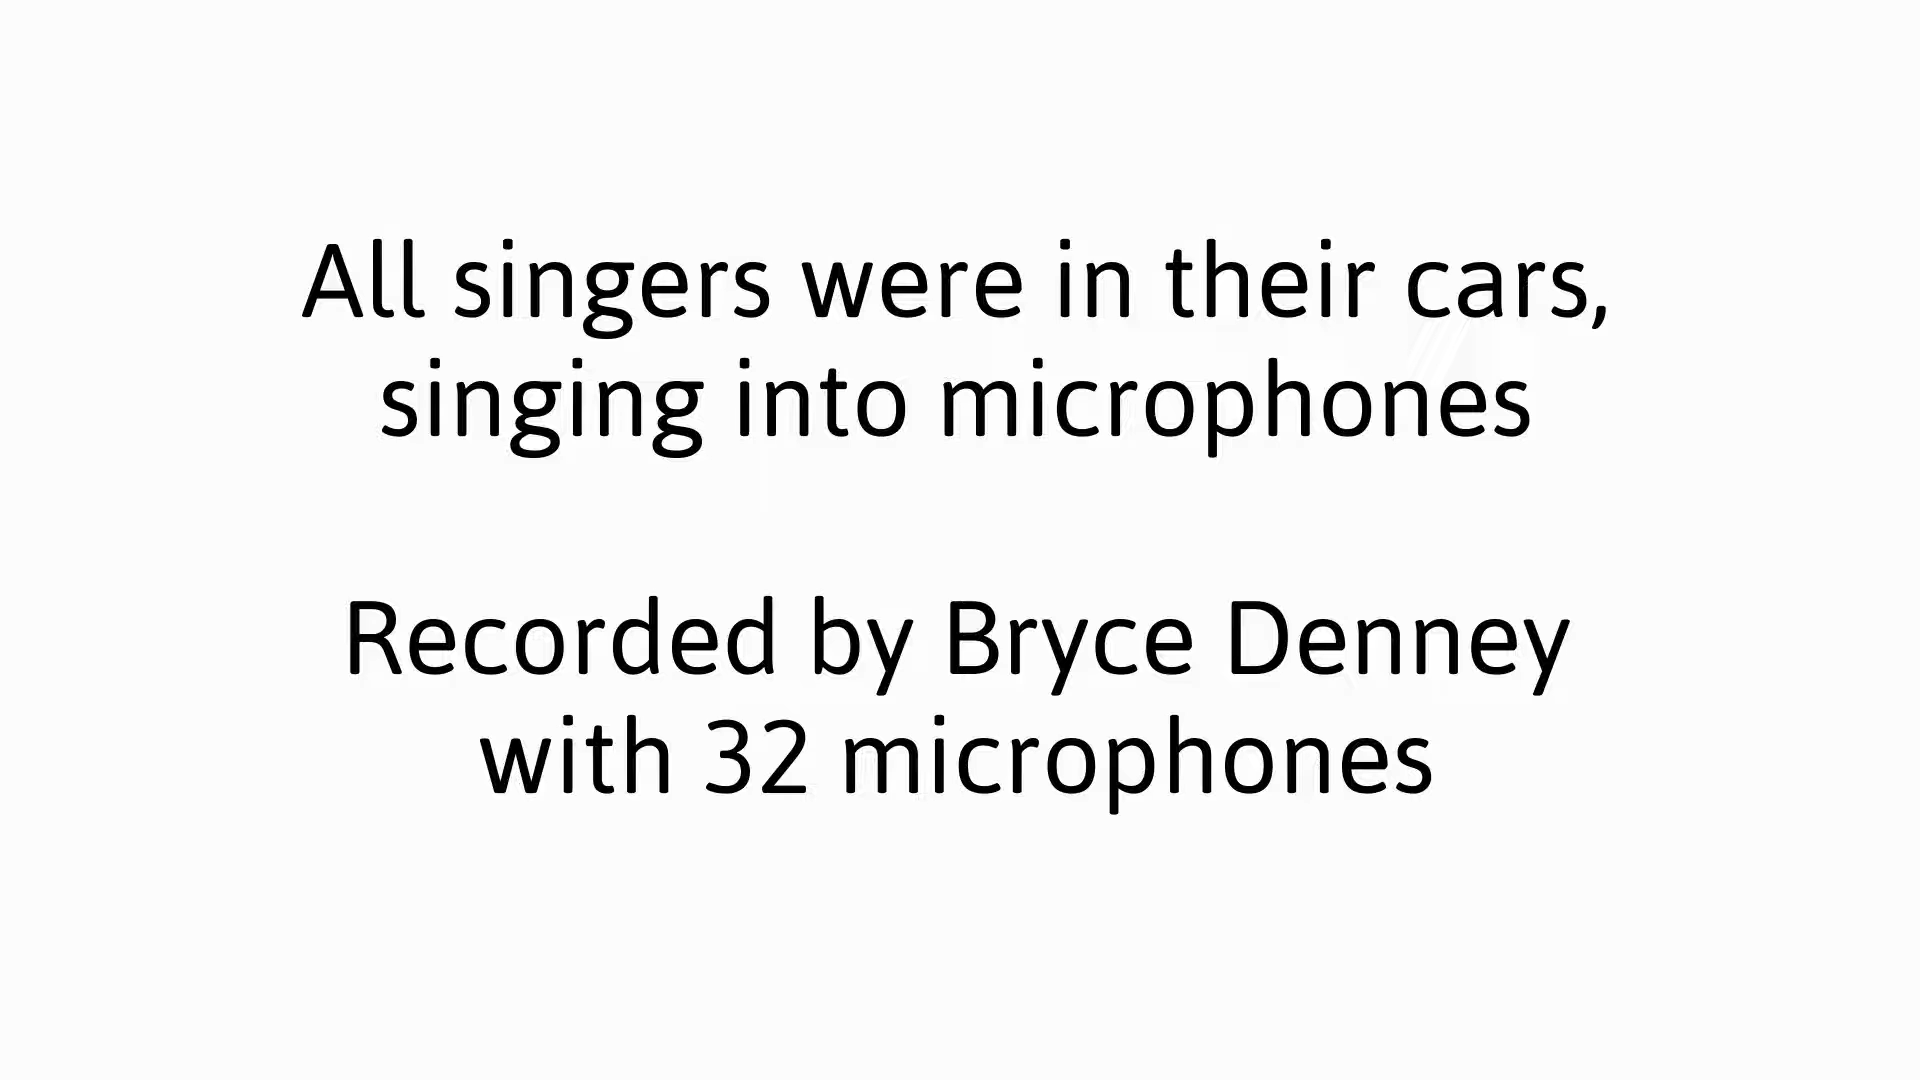 All singers were in their cars,
singing into microphones
Recorded by Bryce Denney
with 32 microphones